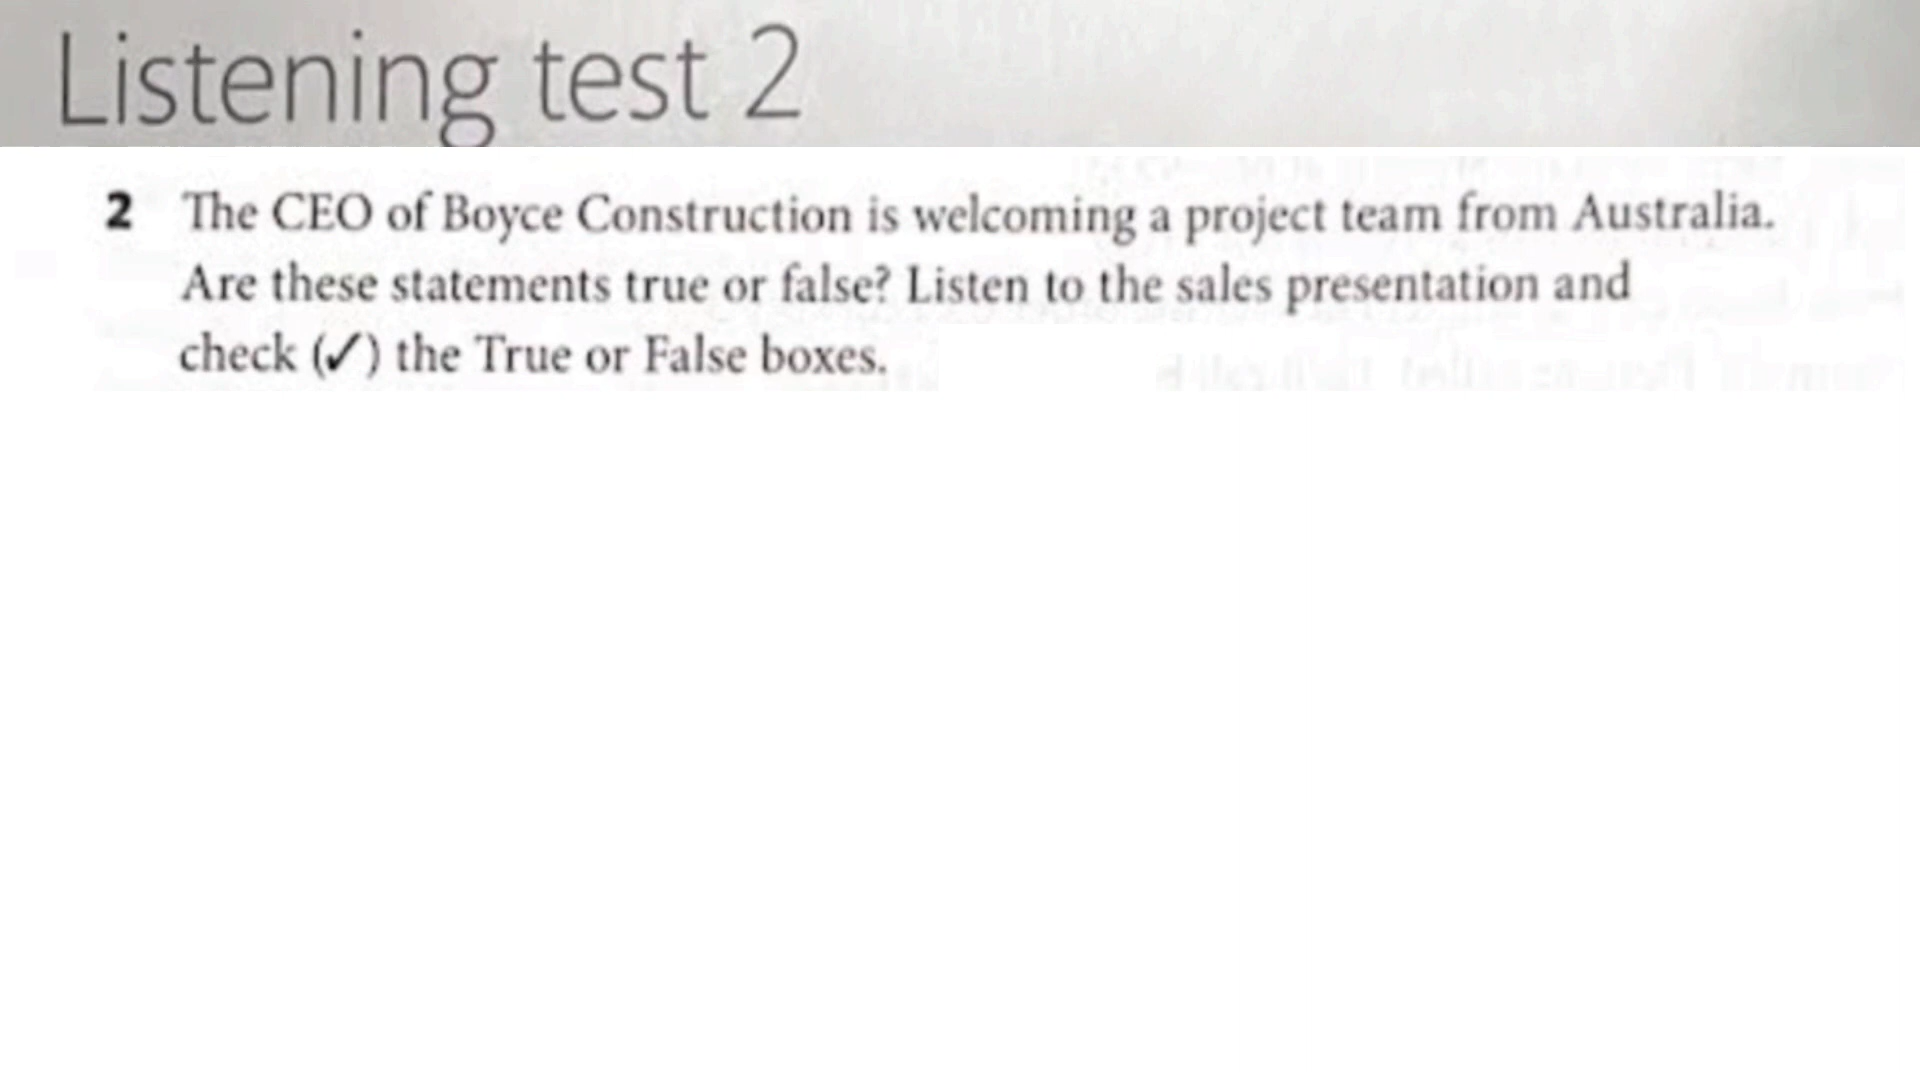 Listening test 2
2 The CEO of Boyce Construction is welcoming a project team from Australia.
Are these statements true or false? Listen to the sales presentation and
check (✓) the True or False boxes.